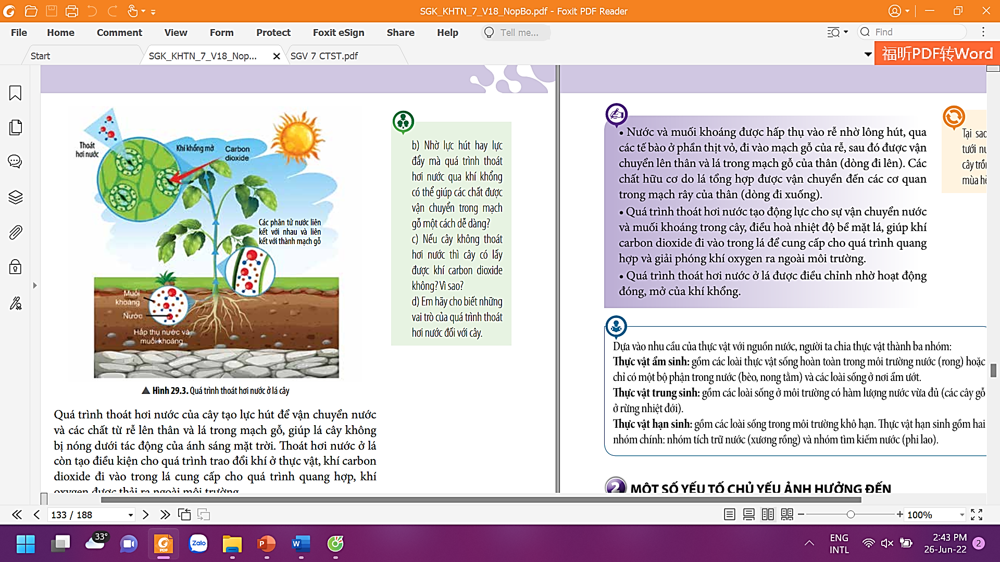 SGK_KHTN_7_V18_NopBo.pdf - Foxit PDF Reader
File Home Comment View Form Protect Foxit eSign Share Help Tell me... Find
Start SGK_KHTN_7_V18_Nop... SGV 7 CTST.pdf 福昕PDF转Word
Thoát
hơi nước
Khí khổng mở
Carbon
dioxide
Các phân tử nước liên
kết với nhau và liên
kết với thành mạch gỗ
Muối
khoáng
Nước
Hấp thụ nước và
muối khoáng
▲ Hình 29.3. Quá trình thoát hơi nước ở lá cây
Quá trình thoát hơi nước của cây tạo lực hút để vận chuyển nước
và các chất từ rễ lên thân và lá trong mạch gỗ, giúp lá cây không
bị nóng dưới tác động của ánh sáng mặt trời. Thoát hơi nước ở lá
còn tạo điều kiện cho quá trình trao đổi khí ở thực vật, khí carbon
dioxide đi vào trong lá cung cấp cho quá trình quang hợp, khí
oxygen được thải ra ngoài môi trường.
b) Nhờ lực hút hay lực
đẩy mà quá trình thoát
hơi nước qua khí khổng
có thể giúp các chất được
vận chuyển trong mạch
gỗ một cách dễ dàng?
c) Nếu cây không thoát
hơi nước thì cây có lấy
được khí carbon dioxide
không? Vì sao?
d) Em hãy cho biết những
vai trò của quá trình thoát
hơi nước đối với cây.
• Nước và muối khoáng được hấp thụ vào rễ nhờ lông hút, qua
các tế bào ở phần thịt vỏ, đi vào mạch gỗ của rễ, sau đó được vận
chuyển lên thân và lá trong mạch gỗ của thân (dòng đi lên). Các
chất hữu cơ do lá tổng hợp được vận chuyển đến các cơ quan
trong mạch rây của thân (dòng đi xuống).
• Quá trình thoát hơi nước tạo động lực cho sự vận chuyển nước
và muối khoáng trong cây, điều hoà nhiệt độ bề mặt lá, giúp khí
carbon dioxide đi vào trong lá để cung cấp cho quá trình quang
hợp và giải phóng khí oxygen ra ngoài môi trường.
• Quá trình thoát hơi nước ở lá được điều chỉnh nhờ hoạt động
đóng, mở của khí khổng.
Tại sao
tưới
cây
mùa
Dựa vào nhu cầu của thực vật với nguồn nước, người ta chia thực vật thành ba nhóm:
Thực vật ẩm sinh: gồm các loài thực vật sống hoàn toàn trong môi trường nước (rong) hoặc
chỉ có một bộ phận trong nước (bèo, nong tằm) và các loài sống ở nơi ẩm ướt.
Thực vật trung sinh: gồm các loài sống ở môi trường có hàm lượng nước vừa đủ (các cây gỗ
ở rừng nhiệt đới).
Thực vật hạn sinh: gồm các loài sống trong môi trường khô hạn. Thực vật hạn sinh gồm hai
nhóm chính: nhóm tích trữ nước (xương rồng) và nhóm tìm kiếm nước (phi lao).
2 MỘT SỐ YẾU TỐ CHỦ YẾU ẢNH HƯỞNG ĐẾN
133 / 188 100%
33°
Zalo
ENG
INTL
2:43 PM
26-Jun-22
2